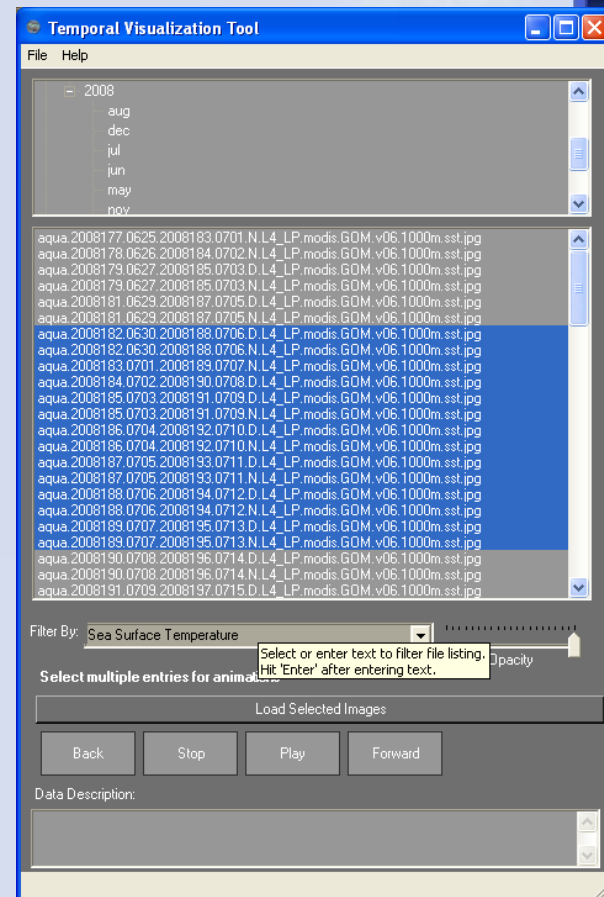 Temporal Visualization Tool
File Help
2008
aug
dec
jul
jun
may
nov
aqua.2008177.0625.2008183.0701.N.L4_LP.modis.GOM.v06.1000m.sst.jpg
aqua.2008178.0626.2008184.0702.N.L4_LP.modis.GOM.v06.1000m.sst.jpg
aqua.2008179.0627.2008185.0703.D.L4_LP.modis.GOM.v06.1000m.sst.jpg
aqua.2008179.0627.2008185.0703.N.L4_LP.modis.GOM.v06.1000m.sst.jpg
aqua.2008181.0629.2008187.0705.D.L4_LP.modis.GOM.v06.1000m.sst.jpg
aqua.2008181.0629.2008187.0705.N.L4_LP.modis.GOM.v06.1000m.sst.jpg
aqua.2008182.0630.2008188.0706.D.L4_LP.modis.GOM.v06.1000m.sst.jpg
aqua.2008182.0630.2008188.0706.N.L4_LP.modis.GOM.v06.1000m.sst.jpg
aqua.2008183.0701.2008189.0707.N.L4_LP.modis.GOM.v06.1000m.sst.jpg
aqua.2008184.0702.2008190.0708.D.L4_LP.modis.GOM.v06.1000m.sst.jpg
aqua.2008185.0703.2008191.0709.D.L4_LP.modis.GOM.v06.1000m.sst.jpg
aqua.2008185.0703.2008191.0709.N.L4_LP.modis.GOM.v06.1000m.sst.jpg
aqua.2008186.0704.2008192.0710.D.L4_LP.modis.GOM.v06.1000m.sst.jpg
aqua.2008186.0704.2008192.0710.N.L4_LP.modis.GOM.v06.1000m.sst.jpg
aqua.2008187.0705.2008193.0711.D.L4_LP.modis.GOM.v06.1000m.sst.jpg
aqua.2008187.0705.2008193.0711.N.L4_LP.modis.GOM.v06.1000m.sst.jpg
aqua.2008188.0706.2008194.0712.D.L4_LP.modis.GOM.v06.1000m.sst.jpg
aqua.2008188.0706.2008194.0712.N.L4_LP.modis.GOM.v06.1000m.sst.jpg
aqua.2008189.0707.2008195.0713.D.L4_LP.modis.GOM.v06.1000m.sst.jpg
aqua.2008189.0707.2008195.0713.N.L4_LP.modis.GOM.v06.1000m.sst.jpg
aqua.2008190.0708.2008196.0714.D.L4_LP.modis.GOM.v06.1000m.sst.jpg
aqua.2008190.0708.2008196.0714.N.L4_LP.modis.GOM.v06.1000m.sst.jpg
aqua.2008191.0709.2008197.0715.D.L4_LP.modis.GOM.v06.1000m.sst.jpg
Filter By: Sea Surface Temperature
Select or enter text to filter file listing.
Hit 'Enter' after entering text.
Opacity
Select multiple entries for animations
Load Selected Images
Back Stop Play Forward
Data Description: